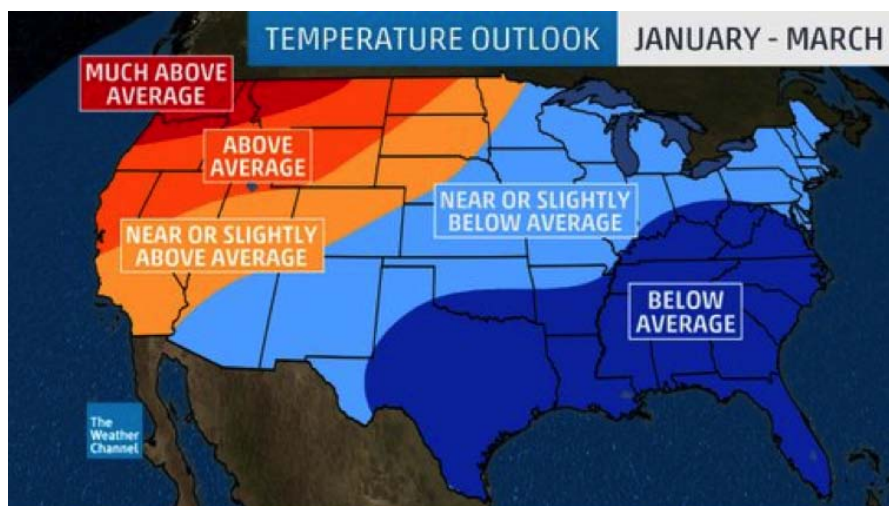 TEMPERATURE OUTLOOK
JANUARY - MARCH
MUCH ABOVE
AVERAGE
ABOVE
AVERAGE
NEAR OR SLIGHTLY
BELOW AVERAGE
NEAR OR SLIGHTLY
ABOVE AVERAGE
BELOW
AVERAGE
The
Weather
Channel